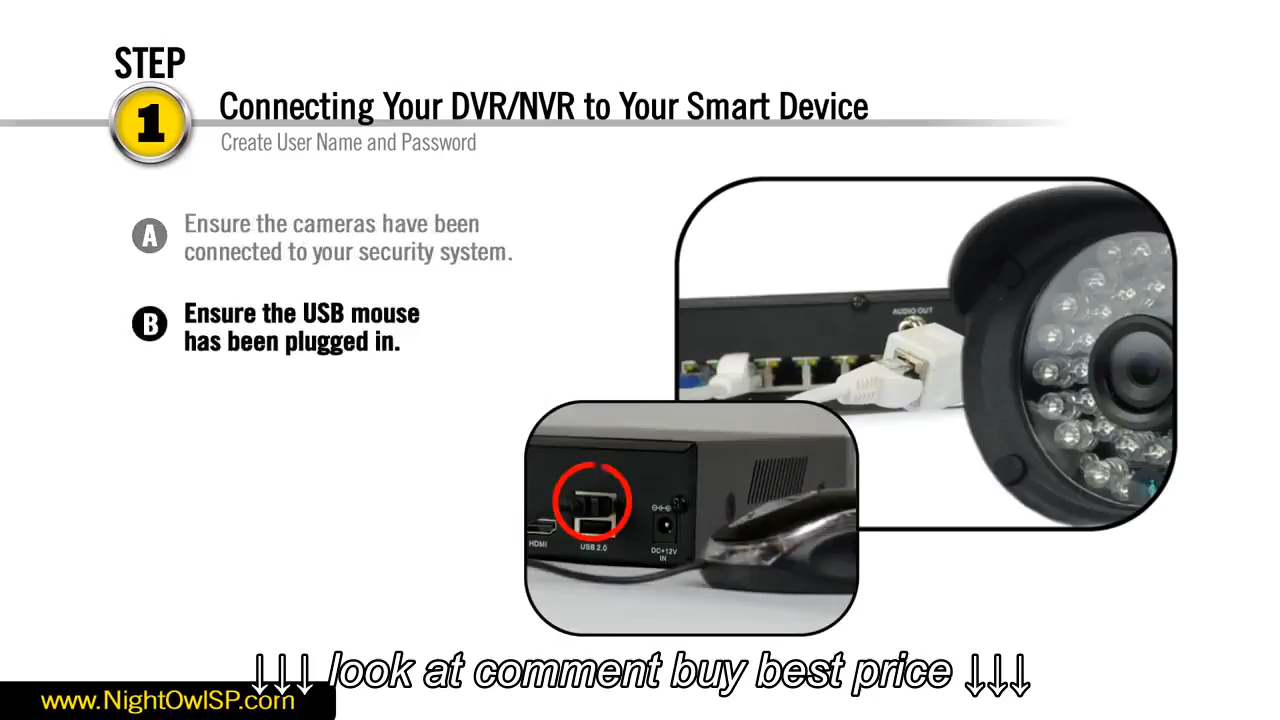 STEP
1
Connecting Your DVR/NVR to Your Smart Device
Create User Name and Password
A
Ensure the cameras have been
connected to your security system.
B
Ensure the USB mouse
has been plugged in.
AUDIO OUT
HDMI
USB 2.0
DC+12V
IN
↓↓↓ look at comment buy best price ↓↓↓
www.NightOwlSP.com